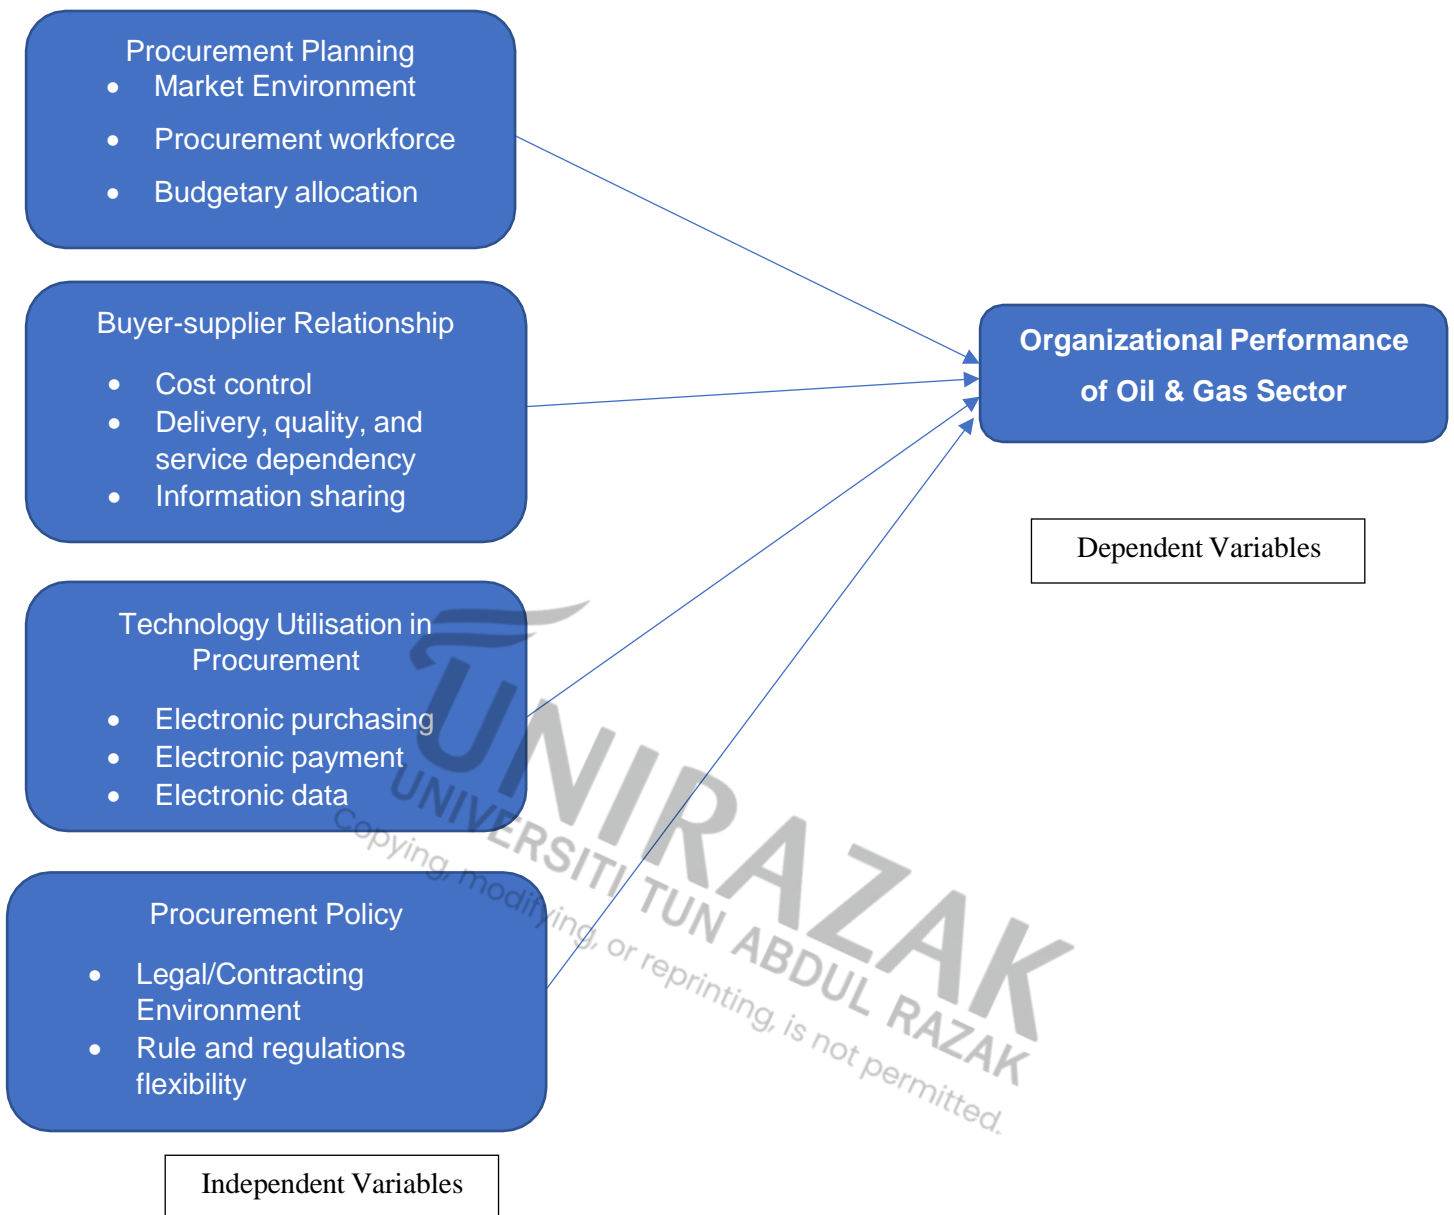 Procurement Planning
• Market Environment
• Procurement workforce
• Budgetary allocation
Buyer-supplier Relationship
• Cost control
• Delivery, quality, and
service dependency
• Information sharing
Technology Utilisation in
Procurement
• Electronic purchasing
• Electronic payment
• Electronic data
Procurement Policy
• Legal/Contracting
Environment
• Rule and regulations
flexibility
Independent Variables
Organizational Performance
of Oil & Gas Sector
Dependent Variables
UNIRAZAK
UNIVERSITI TUN ABDUL RAZAK
Copying, modifying, or reprinting, is not permitted.